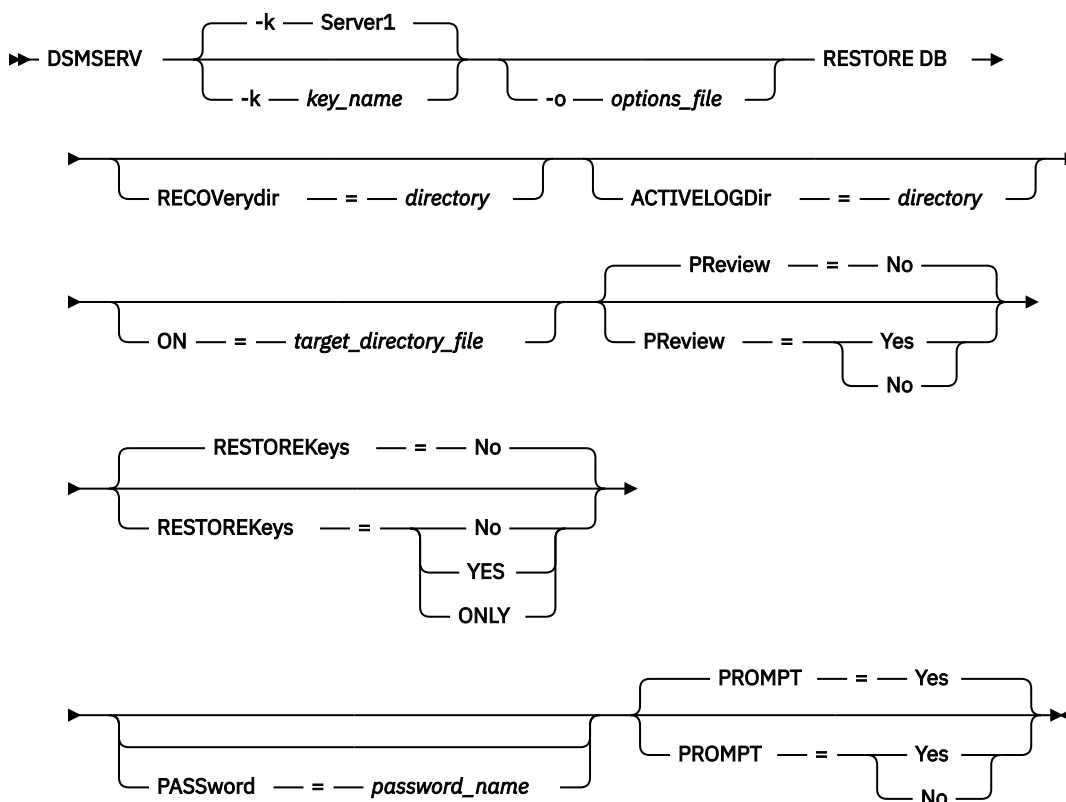 -k Server1
DSMSERV RESTORE DB
-k key_name -o options_file
RECOVerydir = directory ACTIVELOGDir = directory
PReview = No
ON = target_directory_file PReview = Yes
No
RESTOREKeys = No
RESTOREKeys = No
YES
ONLY
PROMPT = Yes
PROMPT = Yes
PASSword = password_name
No